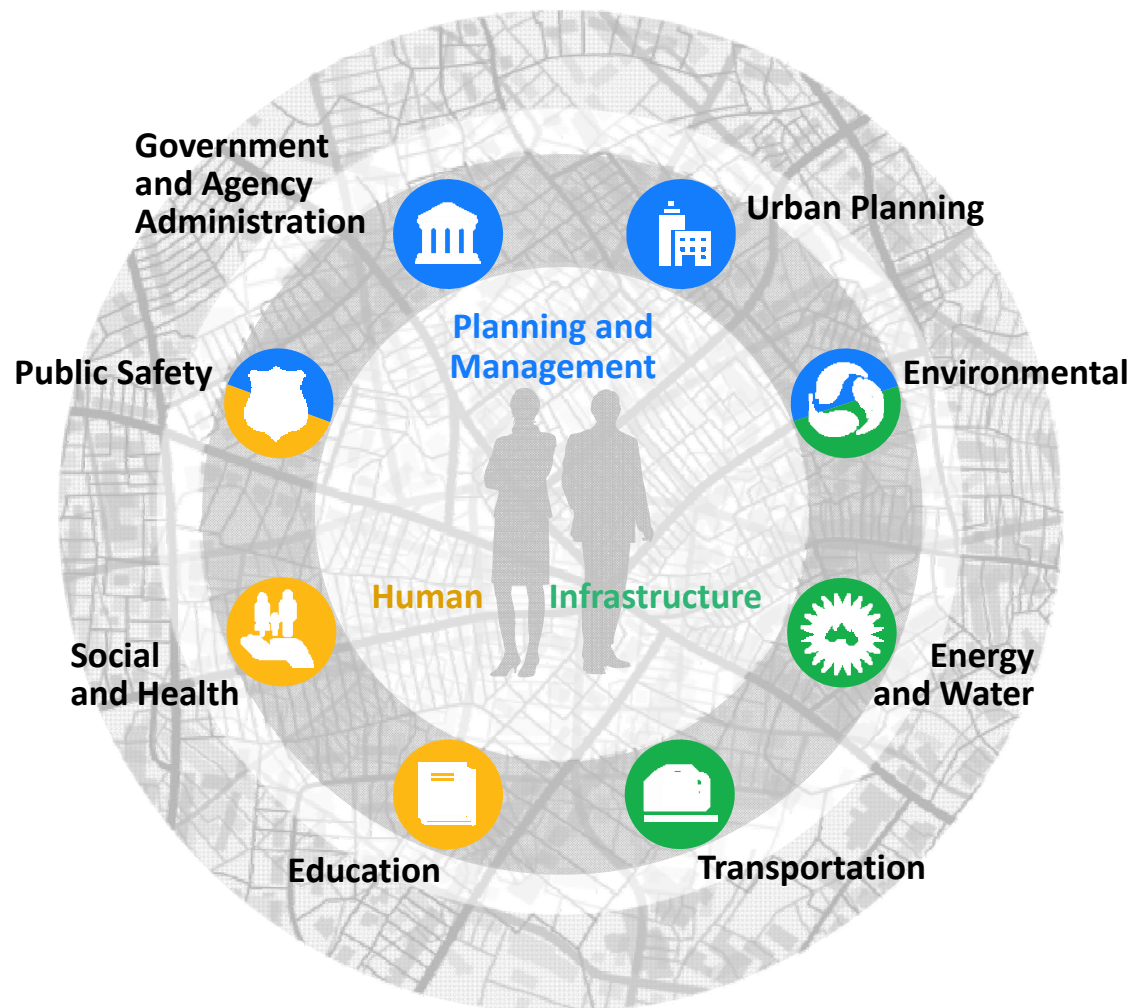 Government
and Agency
Administration
Urban Planning
Planning and
Management
Public Safety
Environmental
Human
Infrastructure
Social
and Health
Energy
and Water
Education
Transportation